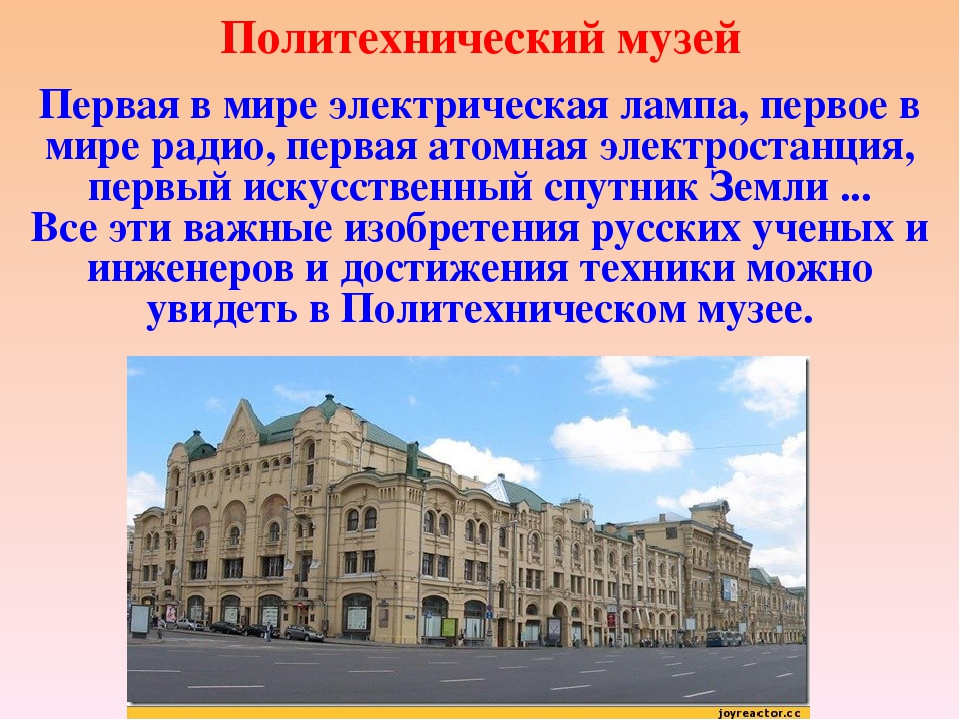 Политехнический музей
Первая в мире электрическая лампа, первое в
мире радио, первая атомная электростанция,
первый искусственный спутник Земли ...
Все эти важные изобретения русских ученых и
инженеров и достижения техники можно
увидеть в Политехническом музее.
joyreactor.cc